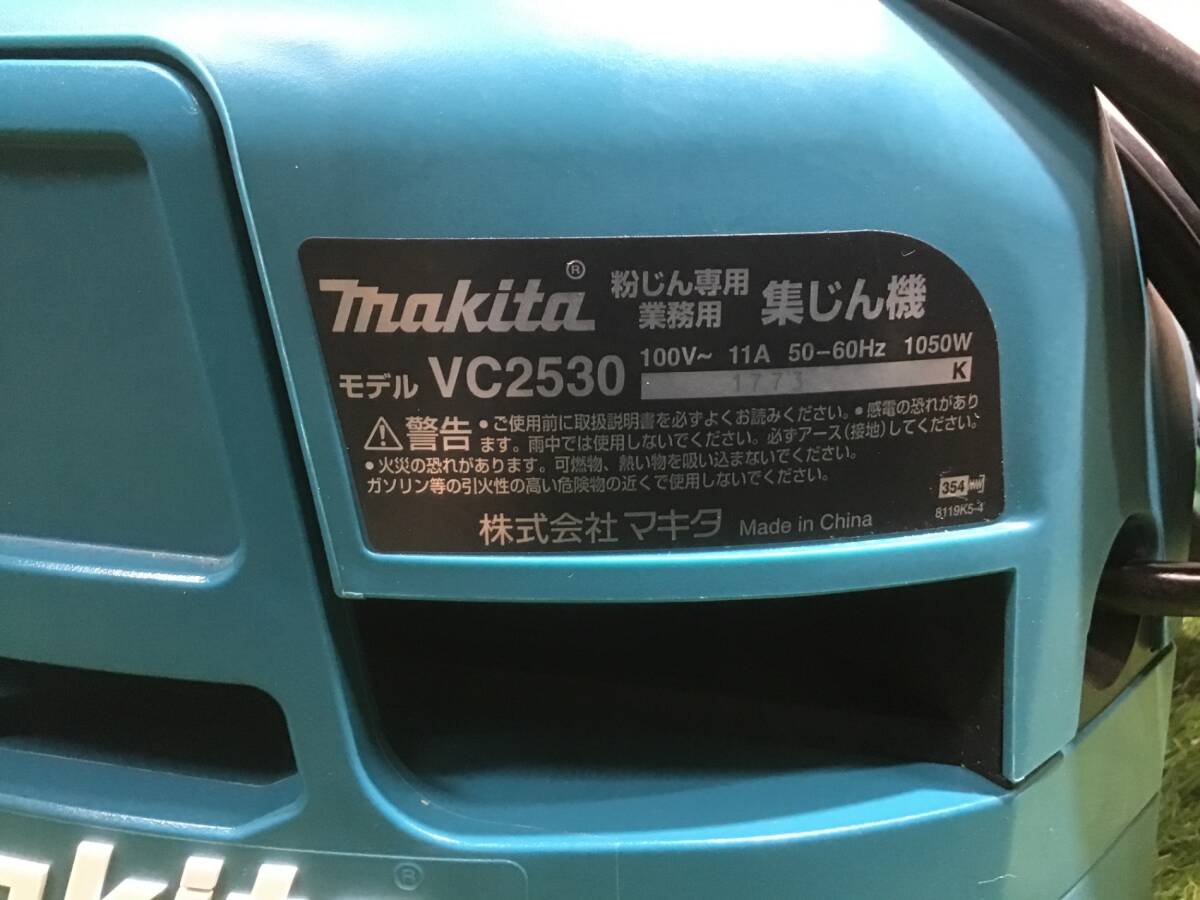 makita®
粉じん専用
業務用
集じん機
モデル VC2530
100V~ 11A 50-60Hz 1050W
1773 K
警告 ●ご使用前に取扱説明書を必ずよくお読みください。●感電の恐れがあり
ます。雨中では使用しないでください。必ずアース(接地)してください。
●火災の恐れがあります。可燃物、熱い物を吸い込まないでください。
ガソリン等の引火性の高い危険物の近くで使用しないでください。
354
8119K5-4
株式会社 マキタ Made in China
akit ®